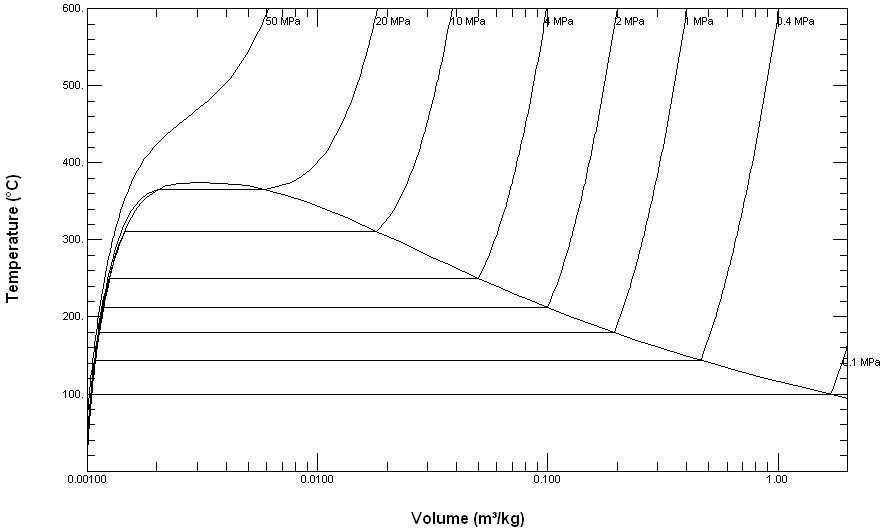 600.
50 MPa 20 MPa 10 MPa 4 MPa 2 MPa 1 MPa 0.4 MPa
500.
400.
300.
200.
0.1 MPa
100.
0.00100 0.0100 0.100 1.00
Temperature (°C)
Volume (m³/kg)